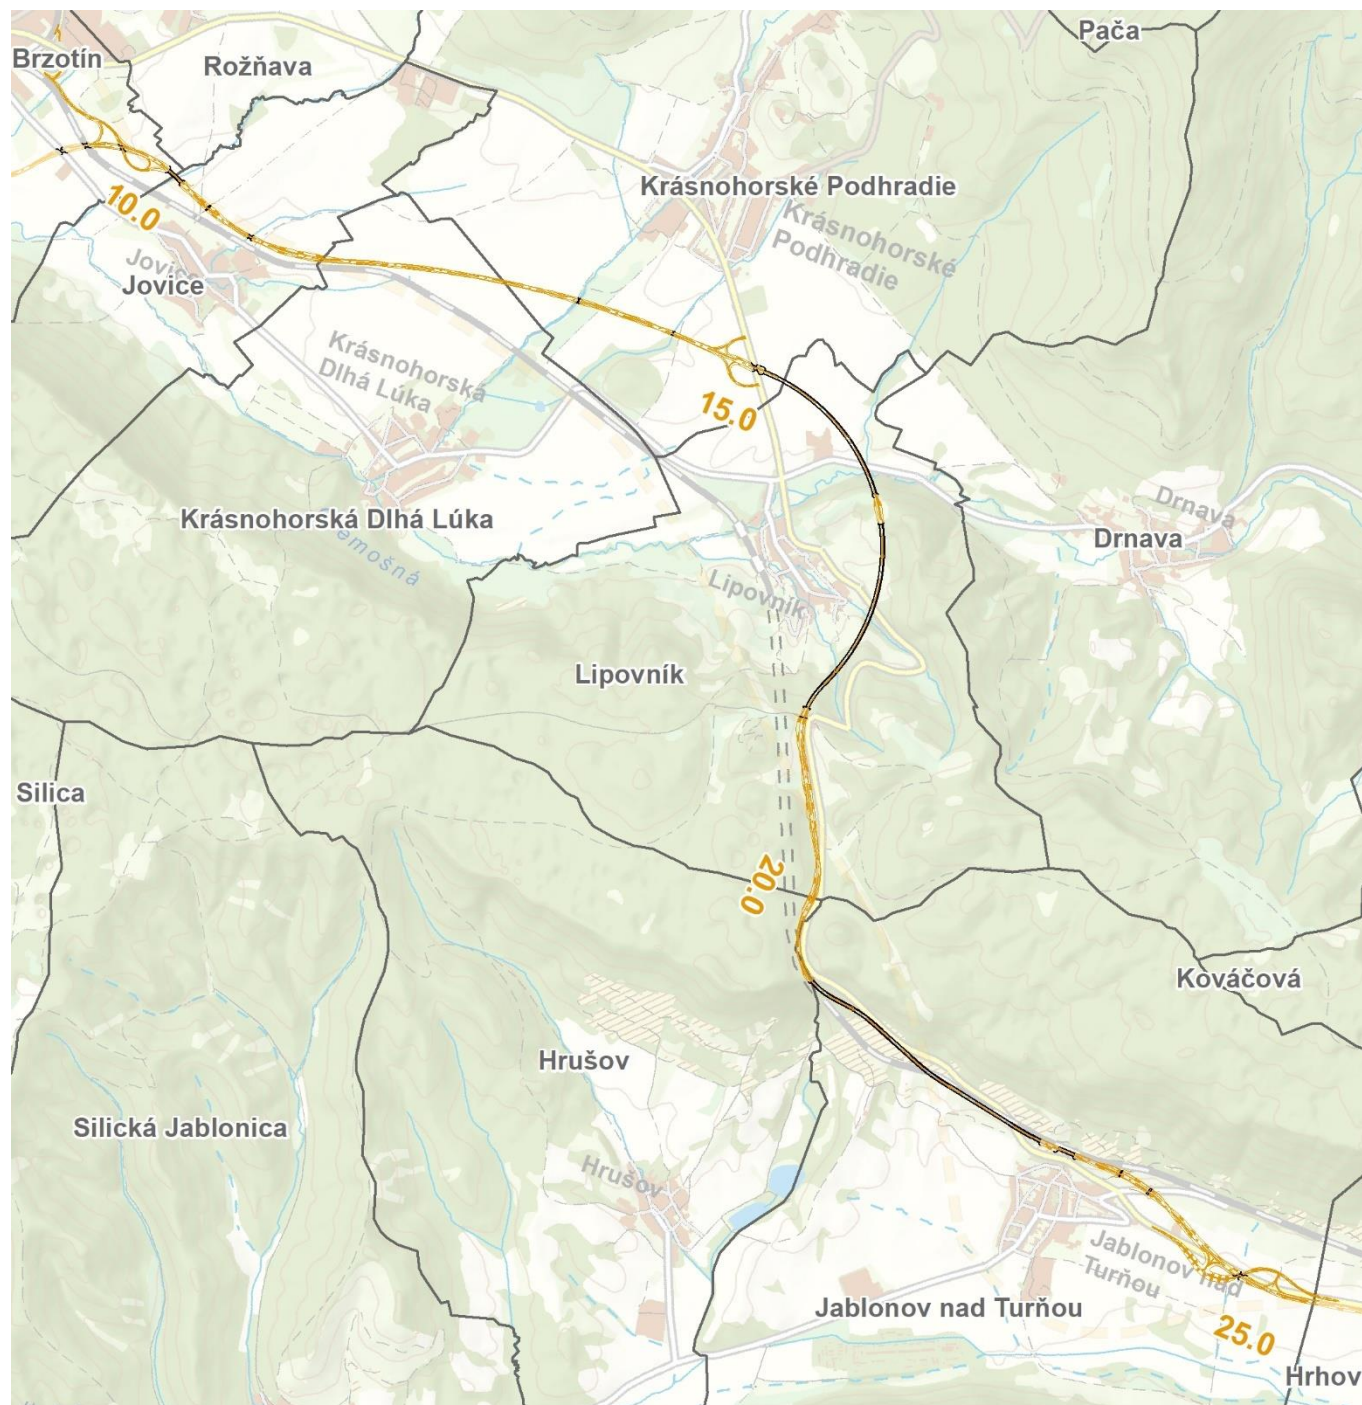 Pača
Brzotín
Rožňava
Krásnohorské Podhradie
10.0
Krásnohorské
Podhradie
Jovice
Jovice
Krásnohorská
Dlhá Lúka
15.0
Krásnohorská Dlhá Lúka
Drnava
Drnava
Lipovník
Lipovník
Silica
20.0
Kováčová
Hrušov
Silická Jablonica
Hrušov
Jablonov nad
Turňou
Jablonov nad Turňou
25.0
Hrhov